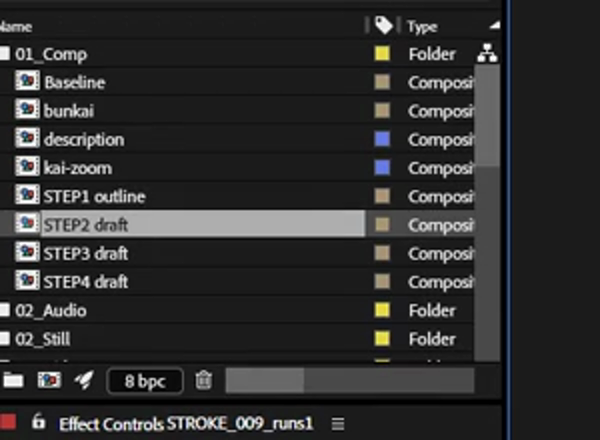 Name Type
01_Comp Folder
Baseline Composi
bunkai Composi
description Composi
kai-zoom Composi
STEP1 outline Composi
STEP2 draft Composi
STEP3 draft Composi
STEP4 draft Composi
02_Audio Folder
02_Still Folder
8 bpc
Effect Controls STROKE_009_runs1